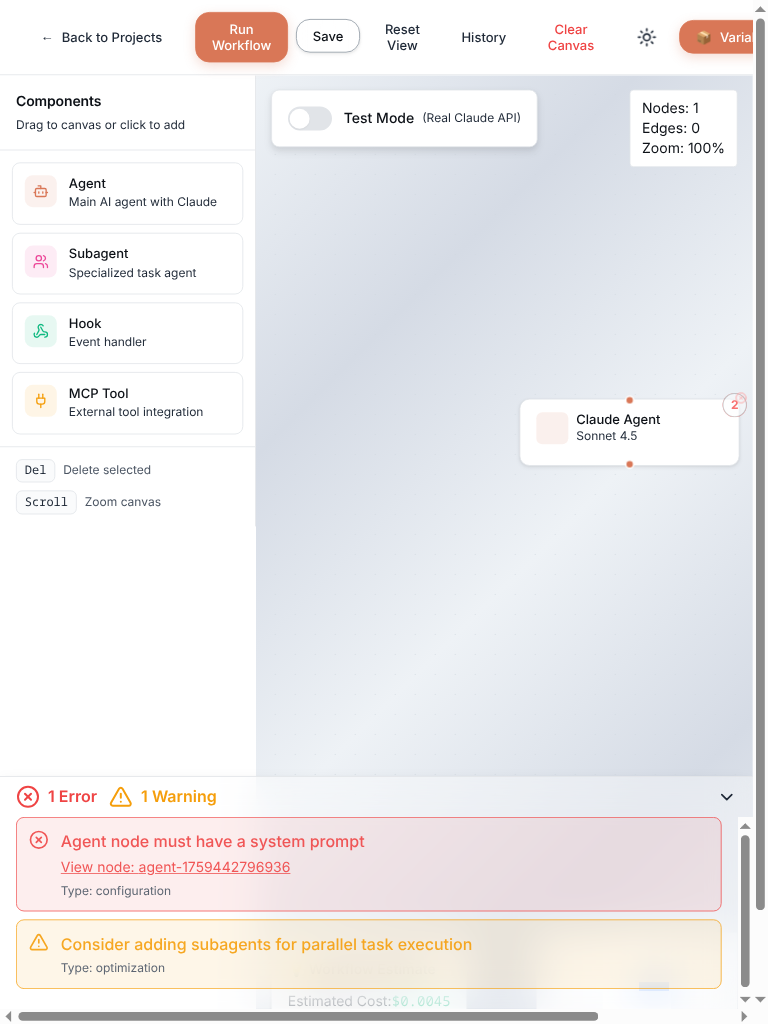 ← Back to Projects
Run
Workflow
Save
Reset
View
History
Clear
Canvas
Components
Drag to canvas or click to add
Agent
Main AI agent with Claude
Subagent
Specialized task agent
Hook
Event handler
MCP Tool
External tool integration
Del Delete selected
Scroll Zoom canvas
Test Mode (Real Claude API)
Nodes: 1
Edges: 0
Zoom: 100%
Claude Agent
Sonnet 4.5
2
1 Error
1 Warning
Agent node must have a system prompt
View node: agent-1759442796936
Type: configuration
Consider adding subagents for parallel task execution
Type: optimization
Estimated Cost:$0.0045